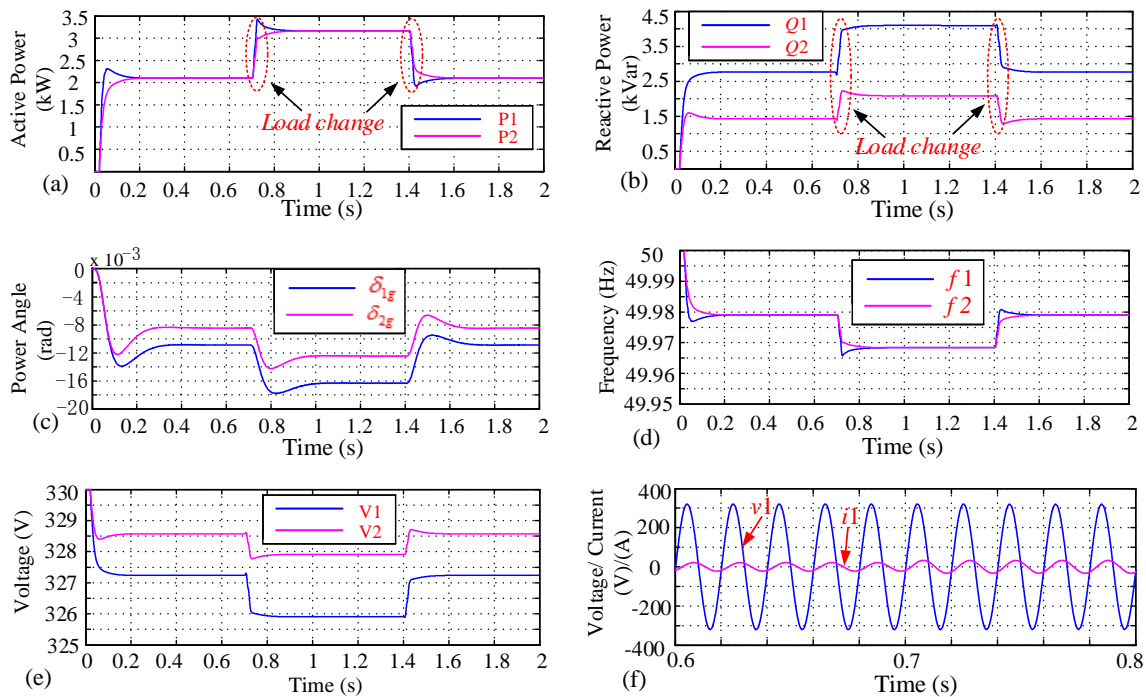 3.5
3
2.5
2
1.5
1
.5
Active Power
(kW)
Load change
P1
P2
0 0.2 0.4 0.6 0.8 1 1.2 1.4 1.6 1.8 2
Time (s)
(a)
4.5
3.5
2.5
1.5
.5
Reactive Power
(kVar)
Q1
Q2
Load change
0 0.2 0.4 0.6 0.8 1 1.2 1.4 1.6 1.8 2
Time (s)
(b)
x 10⁻³
0
−4
−8
−12
−16
−20
Power Angle
(rad)
δ1g
δ2g
0 0.2 0.4 0.6 0.8 1 1.2 1.4 1.6 1.8 2
Time (s)
(c)
50
49.99
49.98
49.97
49.96
49.95
Frequency (Hz)
f1
f2
0 0.2 0.4 0.6 0.8 1 1.2 1.4 1.6 1.8 2
Time (s)
(d)
330
329
328
327
326
325
Voltage (V)
V1
V2
0 0.2 0.4 0.6 0.8 1 1.2 1.4 1.6 1.8 2
Time (s)
(e)
400
200
0
-200
-400
Voltage/ Current
(V)/(A)
v1
i1
0.6 0.7 0.8
Time (s)
(f)